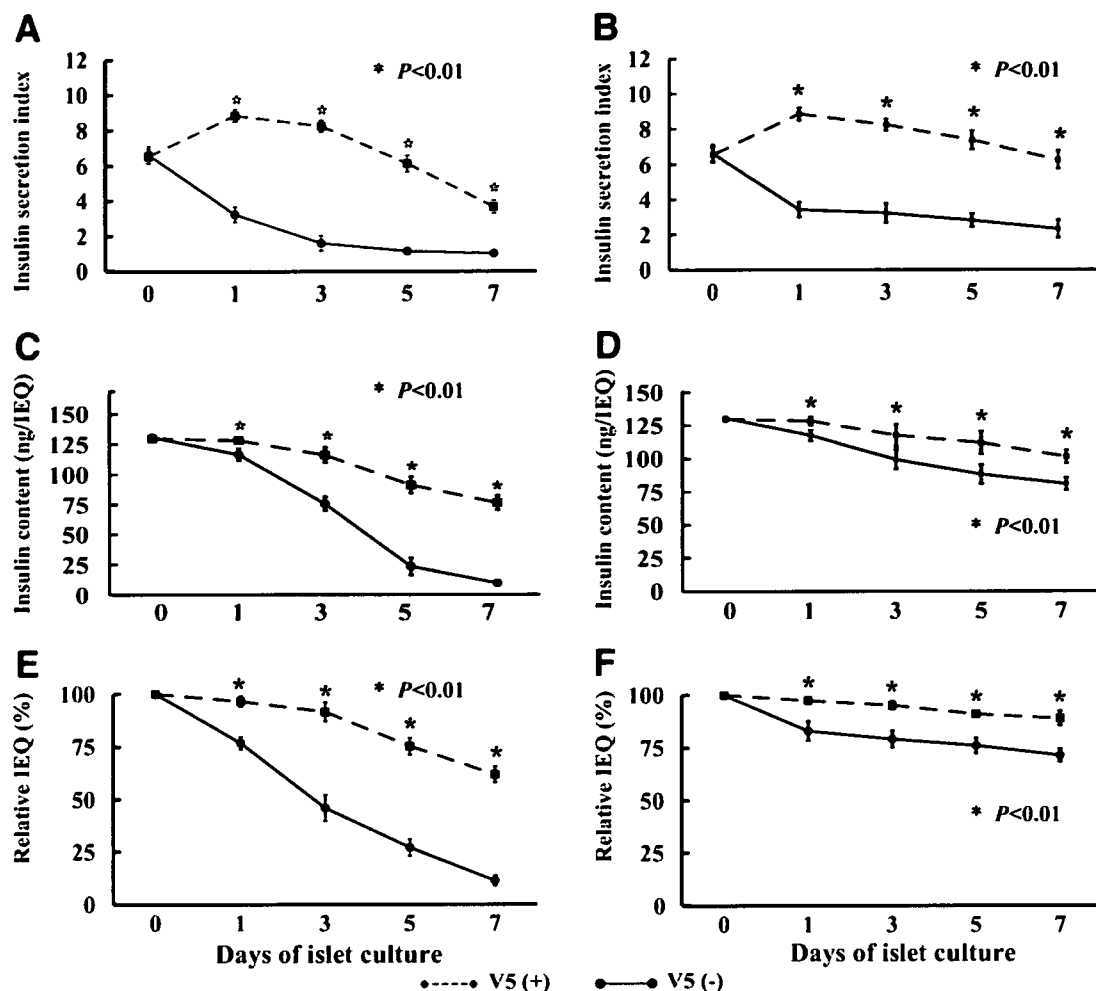 A
Insulin secretion index
12
10
8
6
4
2
0
* P<0.01
0 1 3 5 7
B
Insulin secretion index
12
10
8
6
4
2
0
* P<0.01
0 1 3 5 7
C
Insulin content (ng/IEQ)
150
125
100
75
50
25
0
* P<0.01
0 1 3 5 7
D
Insulin content (ng/IEQ)
150
125
100
75
50
25
0
* P<0.01
0 1 3 5 7
E
Relative IEQ (%)
100
75
50
25
0
* P<0.01
0 1 3 5 7
Days of islet culture
F
Relative IEQ (%)
100
75
50
25
0
* P<0.01
0 1 3 5 7
Days of islet culture
V5 (+) V5 (-)